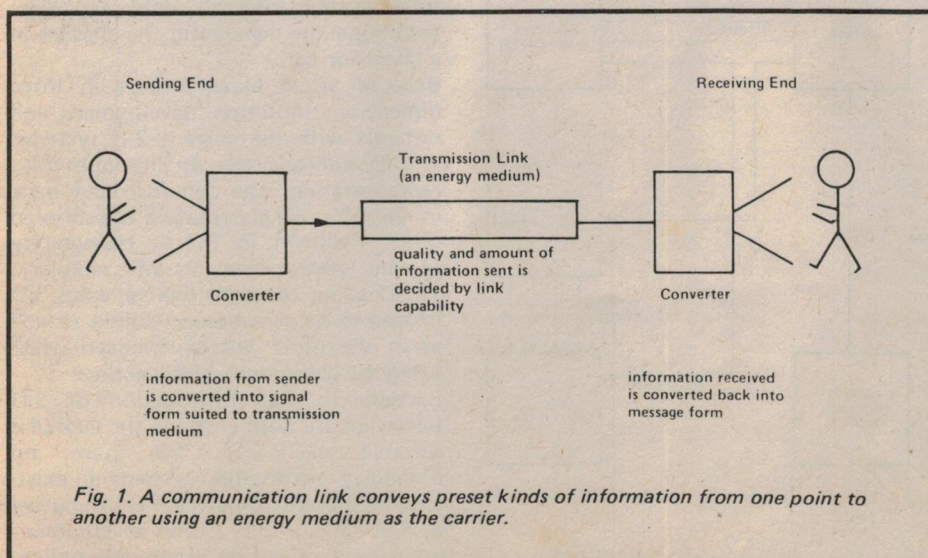 Sending End
Receiving End
Transmission Link
(an energy medium)
quality and amount of
information sent is
decided by link
capability
Converter
Converter
information from sender
is converted into signal
form suited to transmission
medium
information received
is converted back into
message form
Fig. 1. A communication link conveys preset kinds of information from one point to
another using an energy medium as the carrier.